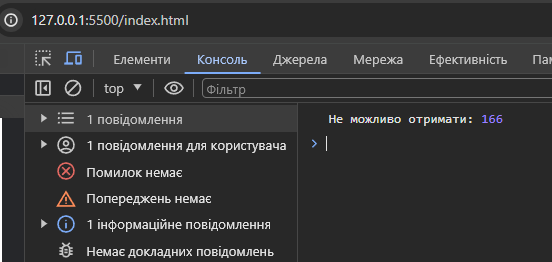 127.0.0.1:5500/index.html
Елементи Консоль Джерела Мережа Ефективність
top Фільтр
1 повідомлення
Не можливо отримати: 166
1 повідомлення для користувача
Помилок немає
Попереджень немає
1 інформаційне повідомлення
Немає докладних повідомлень